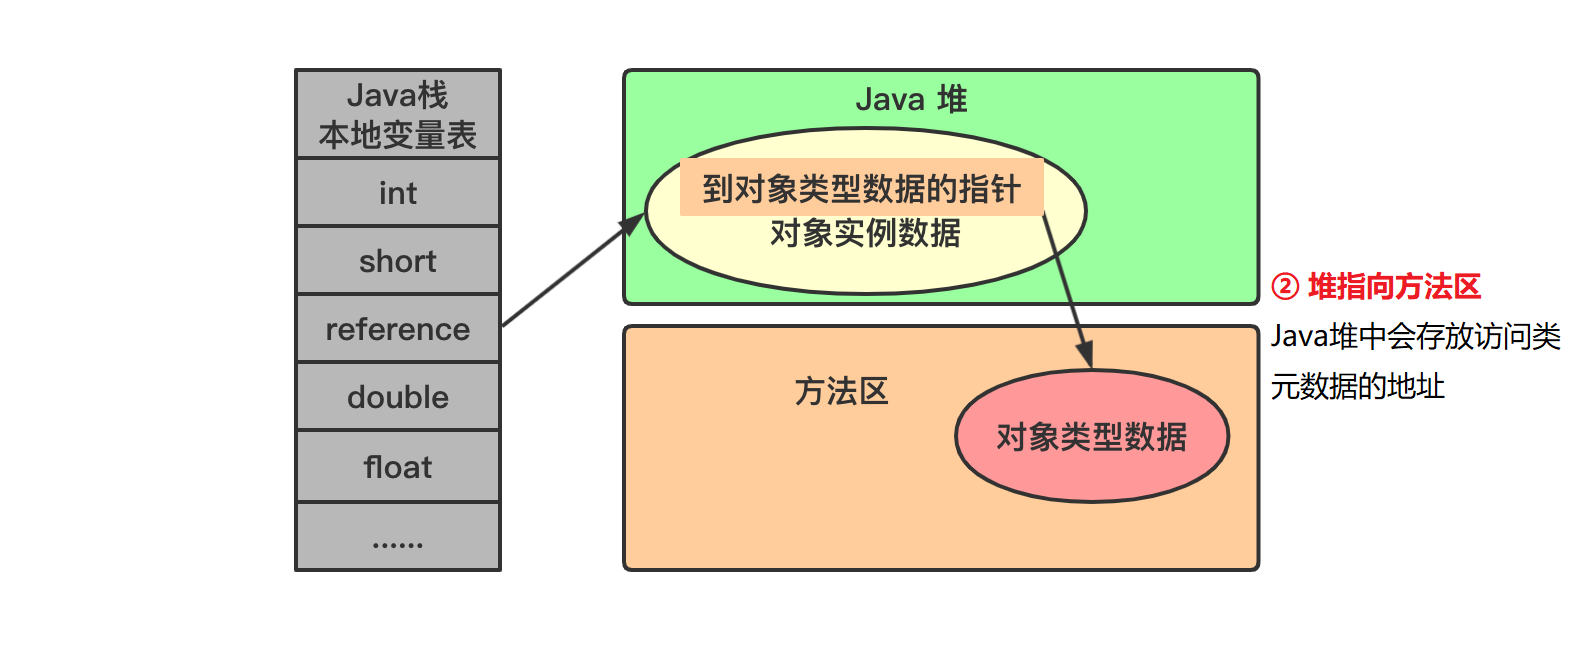 Java栈
本地变量表
int
short
reference
double
float
......
Java 堆
到对象类型数据的指针
对象实例数据
方法区
对象类型数据
② 堆指向方法区
Java堆中会存放访问类
元数据的地址